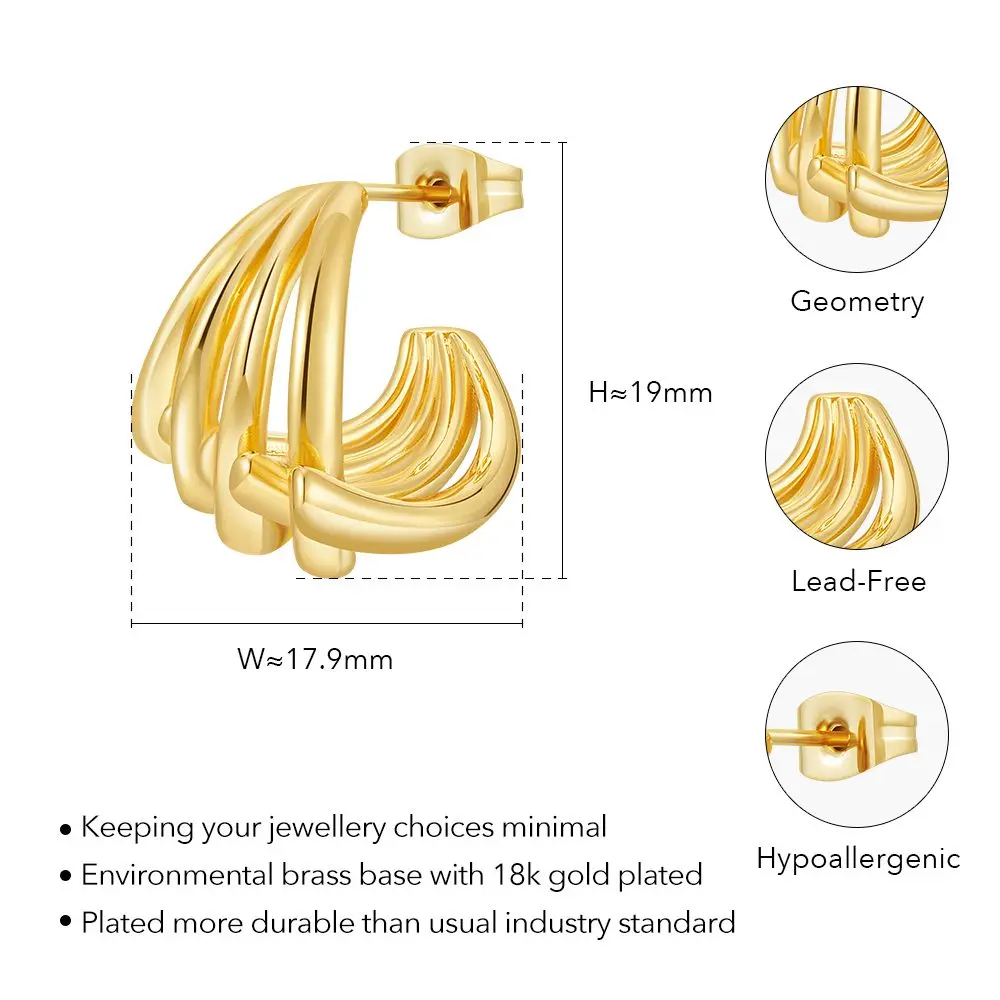 Geometry
H≈19mm
Lead-Free
W≈17.9mm
Hypoallergenic
• Keeping your jewellery choices minimal
• Environmental brass base with 18k gold plated
• Plated more durable than usual industry standard